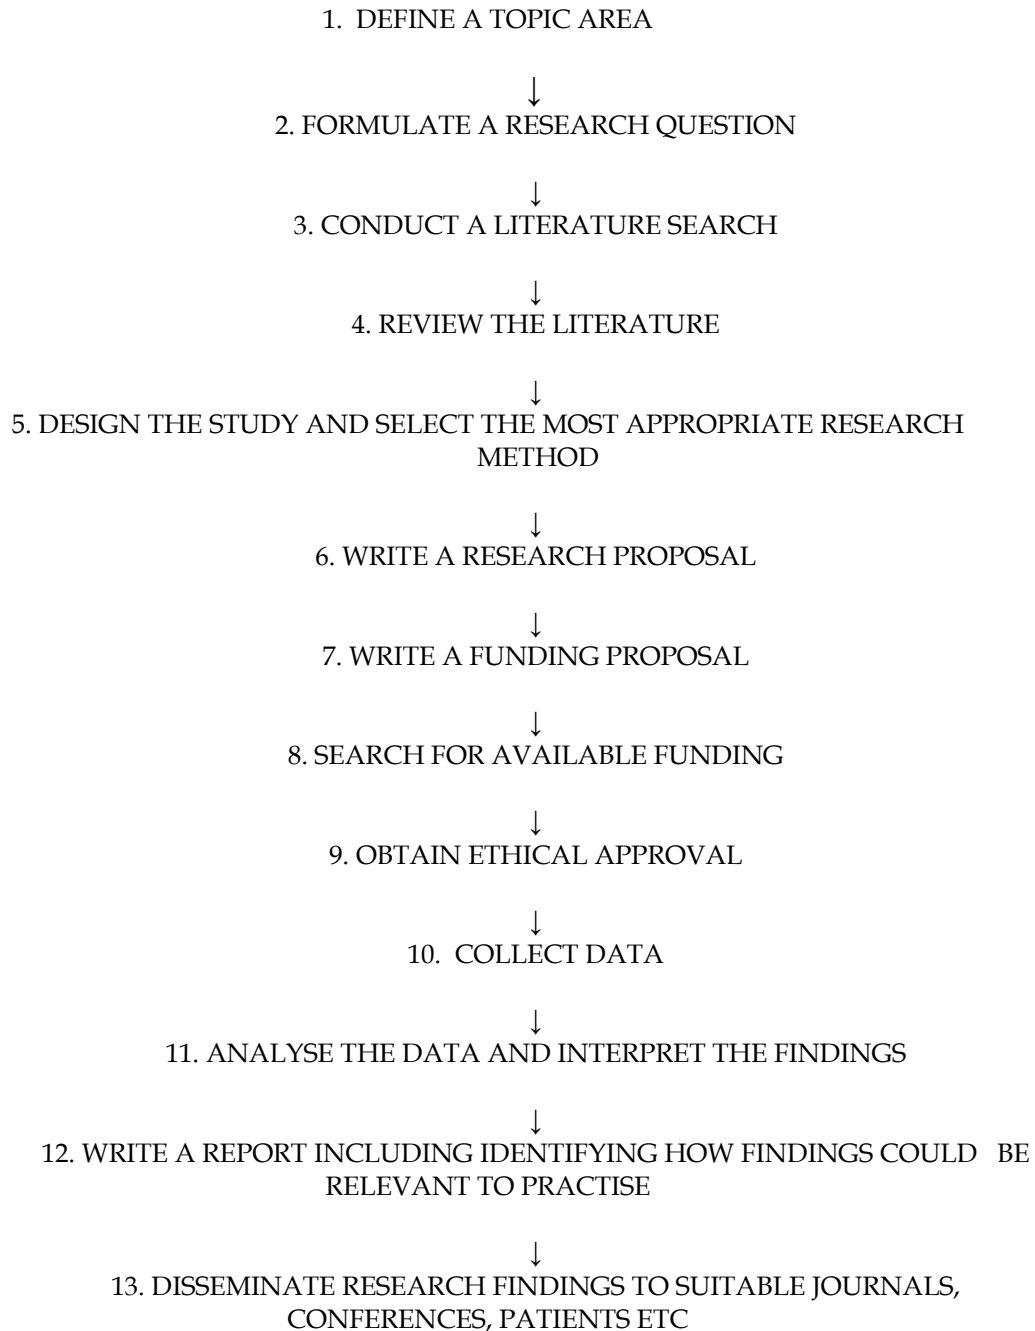 1. DEFINE A TOPIC AREA
↓
2. FORMULATE A RESEARCH QUESTION
↓
3. CONDUCT A LITERATURE SEARCH
↓
4. REVIEW THE LITERATURE
↓
5. DESIGN THE STUDY AND SELECT THE MOST APPROPRIATE RESEARCH
METHOD
↓
6. WRITE A RESEARCH PROPOSAL
↓
7. WRITE A FUNDING PROPOSAL
↓
8. SEARCH FOR AVAILABLE FUNDING
↓
9. OBTAIN ETHICAL APPROVAL
↓
10. COLLECT DATA
↓
11. ANALYSE THE DATA AND INTERPRET THE FINDINGS
↓
12. WRITE A REPORT INCLUDING IDENTIFYING HOW FINDINGS COULD BE
RELEVANT TO PRACTISE
↓
13. DISSEMINATE RESEARCH FINDINGS TO SUITABLE JOURNALS,
CONFERENCES, PATIENTS ETC